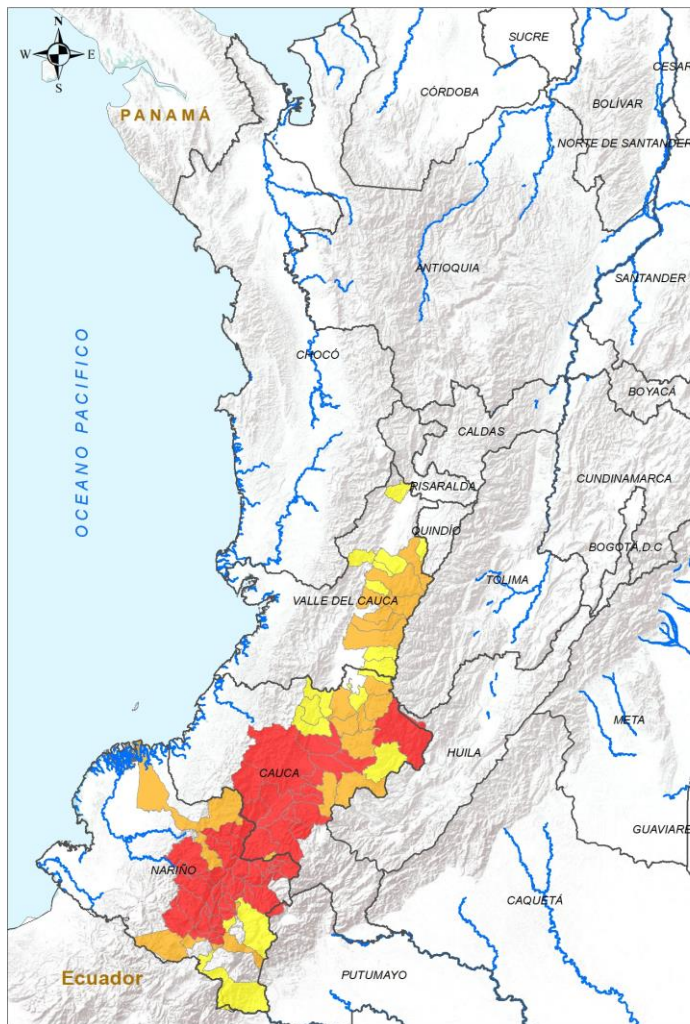 N
W E
S
SUCRE
CESAR
CÓRDOBA
BOLÍVAR
PANAMÁ
NORTE DE SANTANDER
ANTIOQUIA
SANTANDER
OCEANO PACIFICO
CHOCÓ
BOYACÁ
CALDAS
RISARALDA
CUNDINAMARCA
QUINDÍO
BOGOTÁ,D.C
TOLIMA
VALLE DEL CAUCA
META
HUILA
CAUCA
GUAVIARE
NARIÑO
CAQUETÁ
Ecuador
PUTUMAYO